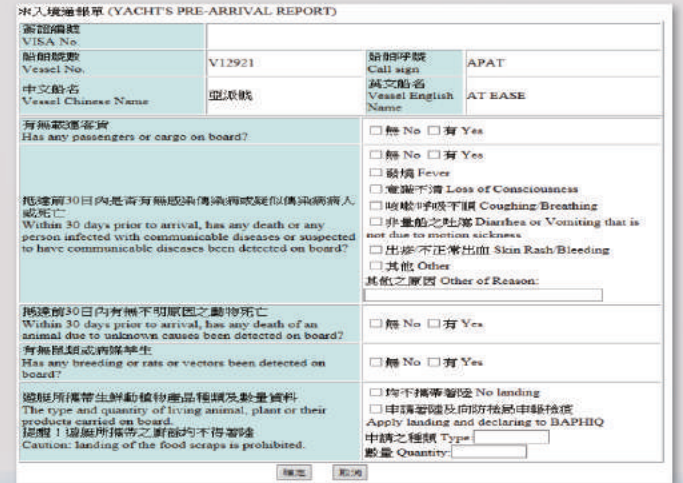 ※入境通報單 (YACHT'S PRE-ARRIVAL REPORT)
簽證編號
VISA No.
船舶號數
Vessel No.
V12921
船舶呼號
Call sign
APAT
中文船名
Vessel Chinese Name
英文船名
Vessel English
Name
AT EASE
有無載運客貨
Has any passengers or cargo on board?
□無 No □有 Yes
抵達前30日內是否有無感染傳染病或疑似傳染病病人
或死亡
Within 30 days prior to arrival, has any death or any
person infected with communicable diseases or suspected
to have communicable diseases been detected on board?
□無 No □有 Yes
□發燒 Fever
□意識不清 Loss of Consciousness
□咳嗽/呼吸不順 Coughing/Breathing
□非暈船之吐瀉 Diarrhea or Vomiting that is
not due to motion sickness
□出疹/不正常出血 Skin Rash/Bleeding
□其他 Other
其他之原因 Other of Reason:
抵達前30日內有無不明原因之動物死亡
Within 30 days prior to arrival, has any death of an
animal due to unknown causes been detected on board?
□無 No □有 Yes
有無鼠類或病媒孳生
Has any breeding or rats or vectors been detected on
board?
□無 No □有 Yes
遊艇所攜帶生鮮動植物產品種類及數量資料
The type and quantity of living animal, plant or their
products carried on board.
提醒！遊艇所攜帶之廚餘均不得著陸
Caution: landing of the food scraps is prohibited.
□均不攜帶著陸 No landing
□申請著陸及向防檢局申報檢疫
Apply landing and declaring to BAPHIQ
申請之種類 Type:
數量 Quantity:
確定 取消